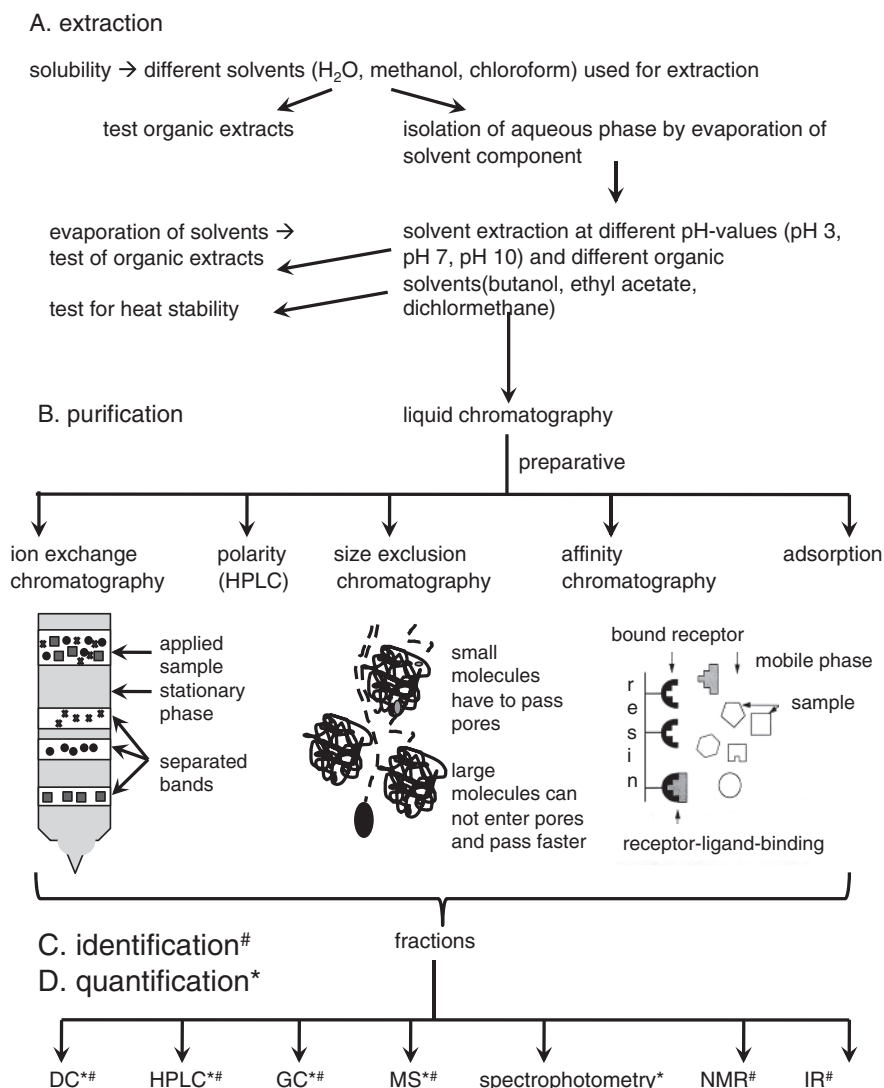 A. extraction
solubility → different solvents (H₂O, methanol, chloroform) used for extraction
test organic extracts
isolation of aqueous phase by evaporation of
solvent component
evaporation of solvents →
test of organic extracts
test for heat stability
solvent extraction at different pH-values (pH 3,
pH 7, pH 10) and different organic
solvents(butanol, ethyl acetate,
dichlormethane)
B. purification
liquid chromatography
preparative
ion exchange
chromatography
polarity
(HPLC)
size exclusion
chromatography
affinity
chromatography
adsorption
applied
sample
stationary
phase
separated
bands
small
molecules
have to pass
pores
large
molecules can
not enter pores
and pass faster
bound receptor
mobile phase
sample
r
e
s
i
n
receptor-ligand-binding
C. identification#
fractions
D. quantification*
DC*# HPLC*# GC*# MS*# spectrophotometry* NMR# IR#